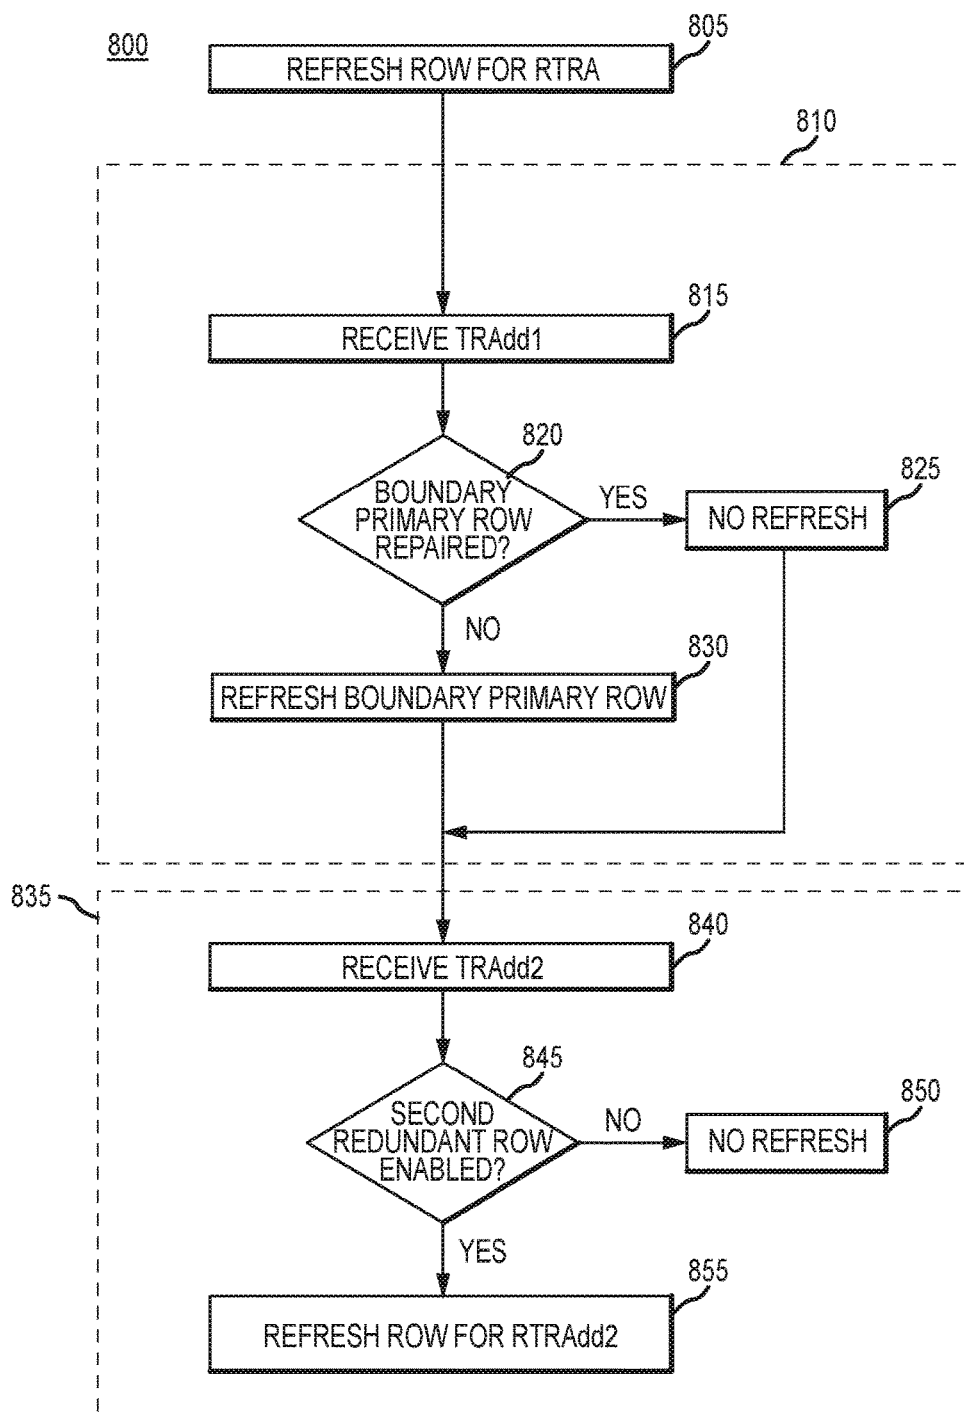 800
805
REFRESH ROW FOR RTRA
810
815
RECEIVE TRAdd1
820
BOUNDARY
PRIMARY ROW
REPAIRED?
YES
825
NO REFRESH
NO
830
REFRESH BOUNDARY PRIMARY ROW
835
840
RECEIVE TRAdd2
845
SECOND
REDUNDANT ROW
ENABLED?
NO
850
NO REFRESH
YES
855
REFRESH ROW FOR RTRAdd2